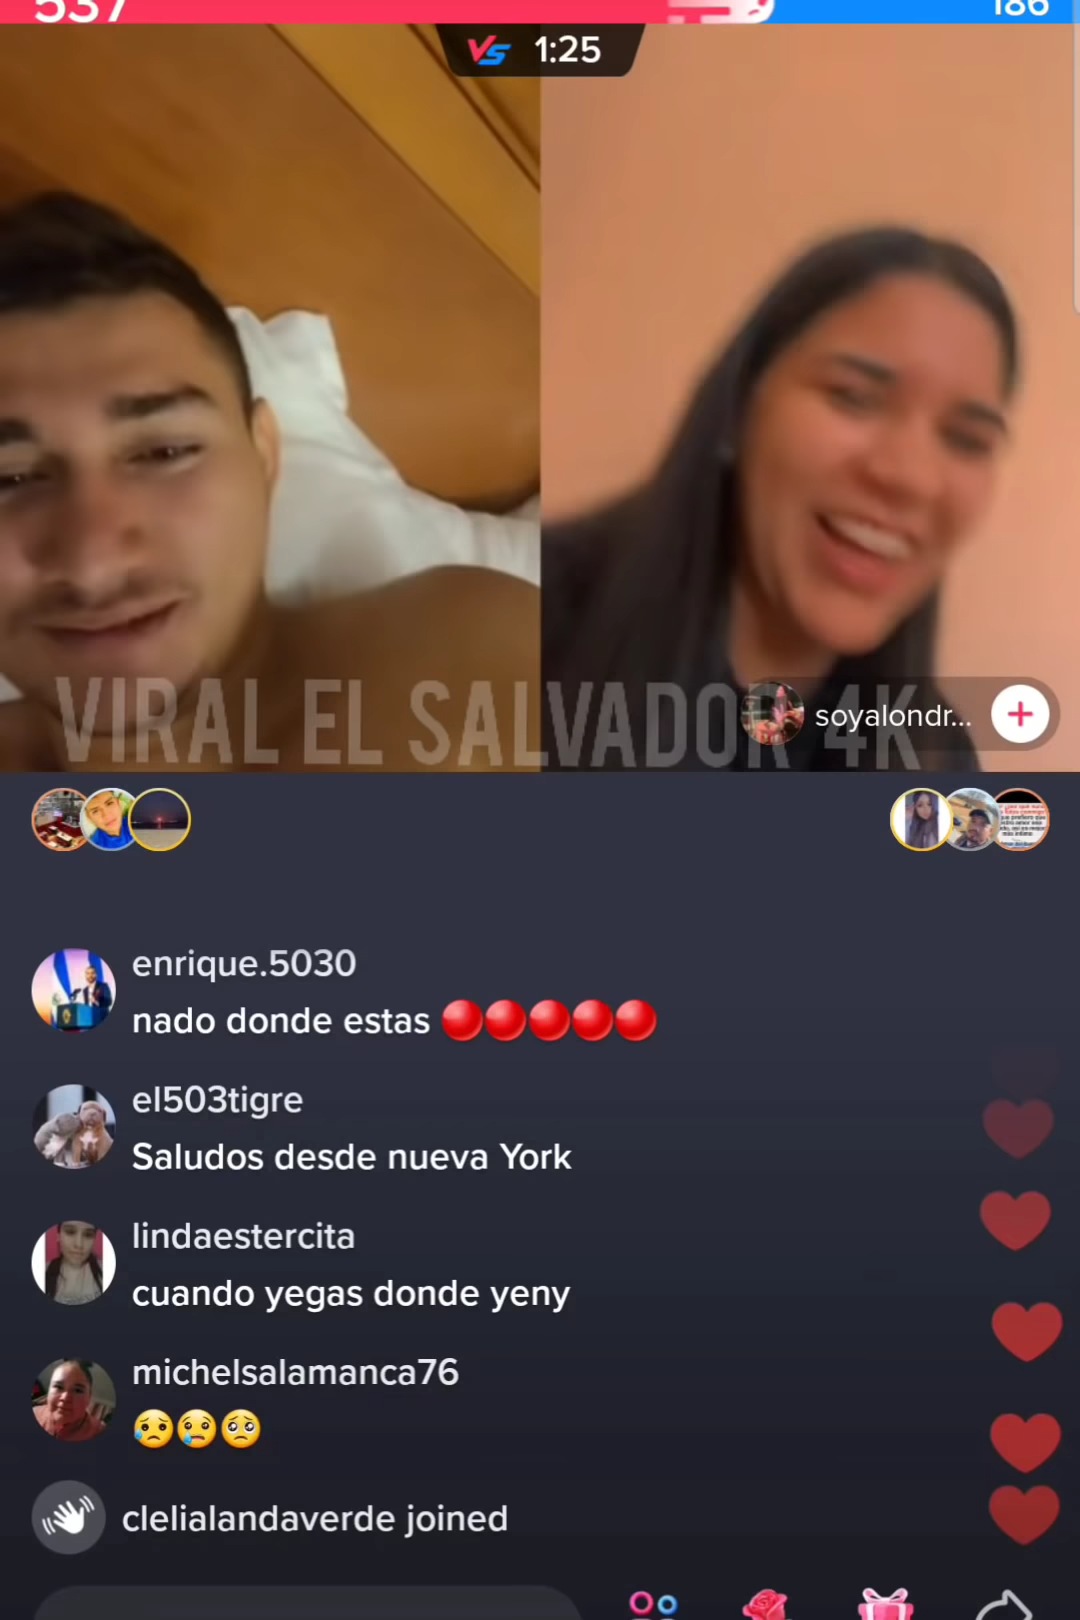 537
186
VS 1:25
VIRAL EL SALVADOR 4K
soyalondr...
enrique.5030
nado donde estas 🔴🔴🔴🔴🔴
el503tigre
Saludos desde nueva York
lindaestercita
cuando yegas donde yeny
michelsalamanca76
😥😢🥺
clelialandaverde joined